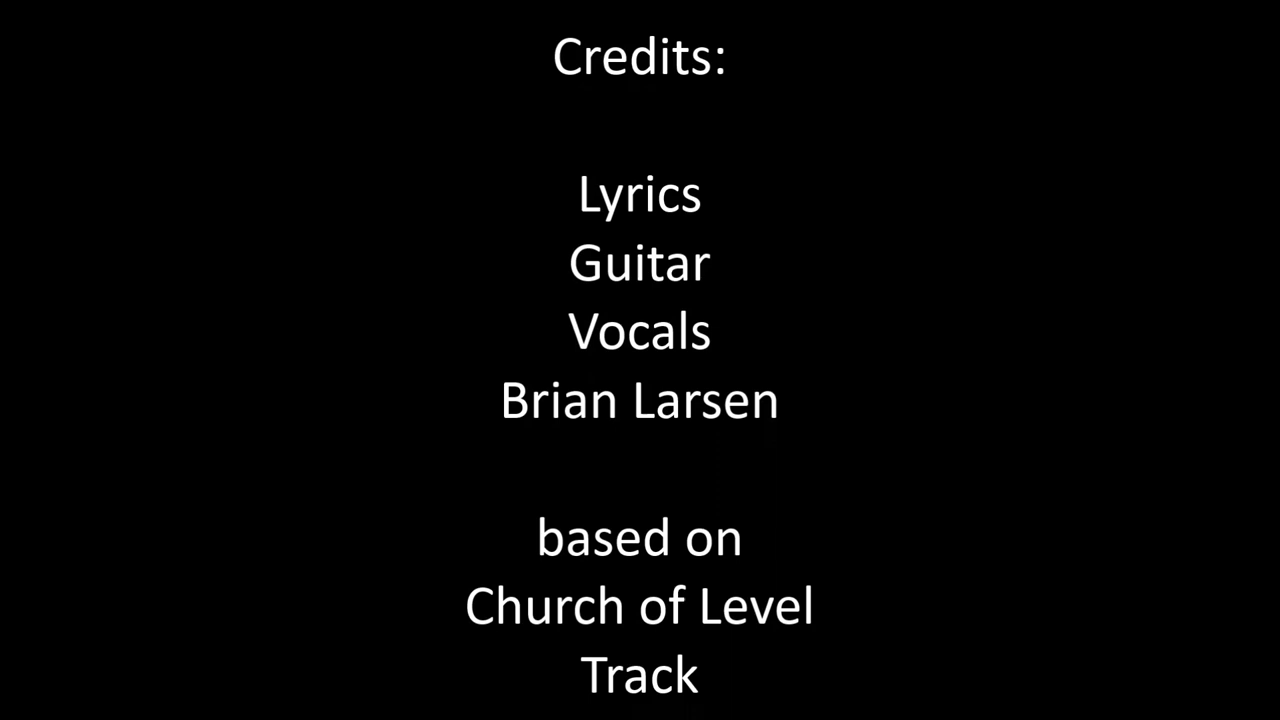 Credits:
Lyrics
Guitar
Vocals
Brian Larsen
based on
Church of Level
Track